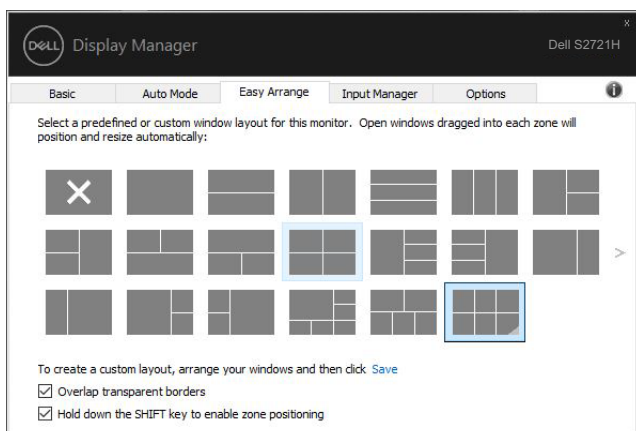 x
DELL Display Manager
Dell S2721H
Basic Auto Mode Easy Arrange Input Manager Options i
Select a predefined or custom window layout for this monitor. Open windows dragged into each zone will
position and resize automatically:
>
To create a custom layout, arrange your windows and then click Save
Overlap transparent borders
Hold down the SHIFT key to enable zone positioning